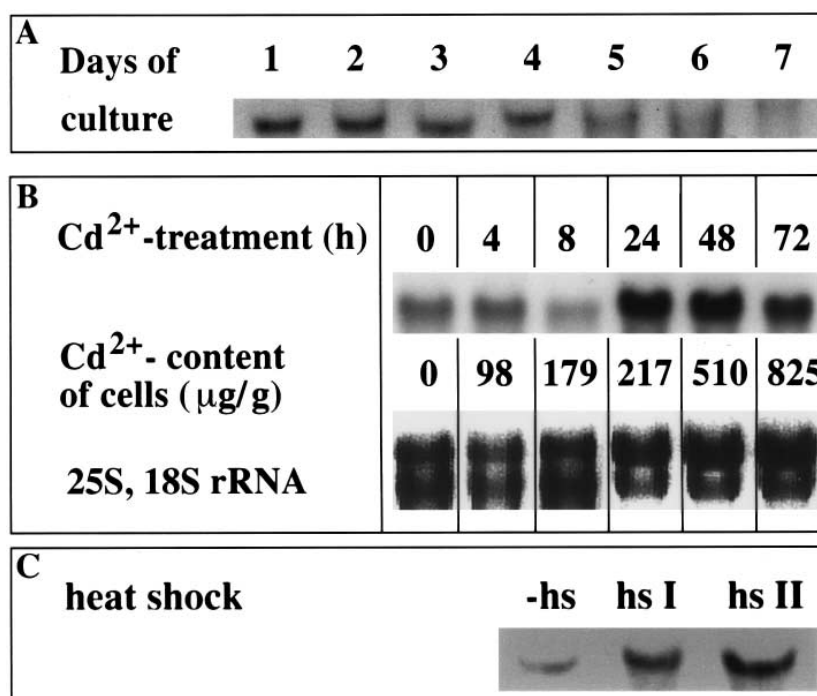 A
Days of 1 2 3 4 5 6 7
culture
B
Cd²⁺-treatment (h) 0 4 8 24 48 72
Cd²⁺- content
of cells (μg/g) 0 98 179 217 510 825
25S, 18S rRNA
C
heat shock -hs hs I hs II